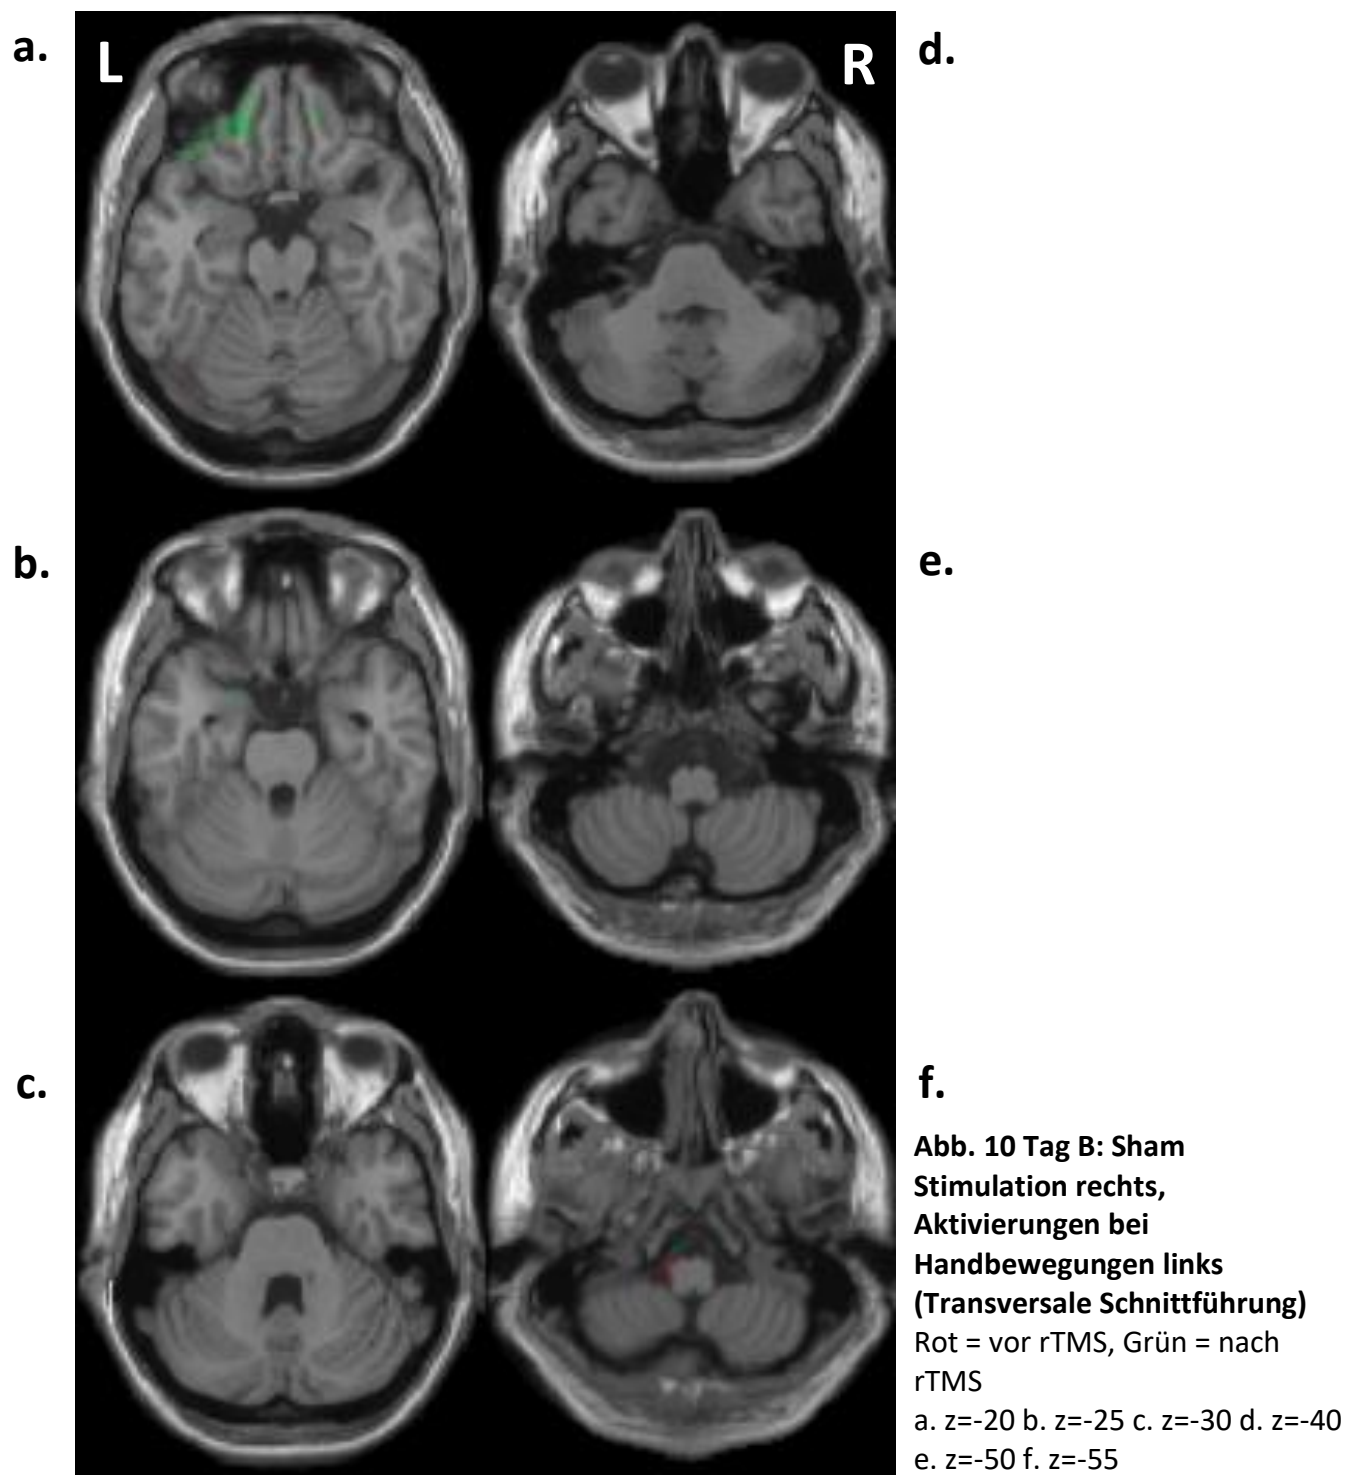 a.
L
R
d.
b.
e.
c.
f.
Abb. 10 Tag B: Sham
Stimulation rechts,
Aktivierungen bei
Handbewegungen links
(Transversale Schnittführung)
Rot = vor rTMS, Grün = nach
rTMS
a. z=-20 b. z=-25 c. z=-30 d. z=-40
e. z=-50 f. z=-55